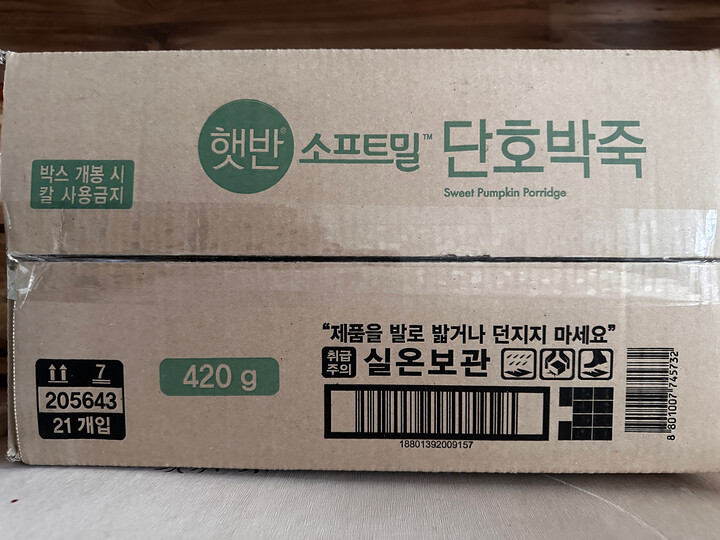 햇반® 소프트밀™ 단호박죽
Sweet Pumpkin Porridge
박스 개봉 시
칼 사용금지
“제품을 발로 밟거나 던지지 마세요”
취급
주의
실온보관
7
205643
21 개입
420 g
18801392009157
8 801007 745732